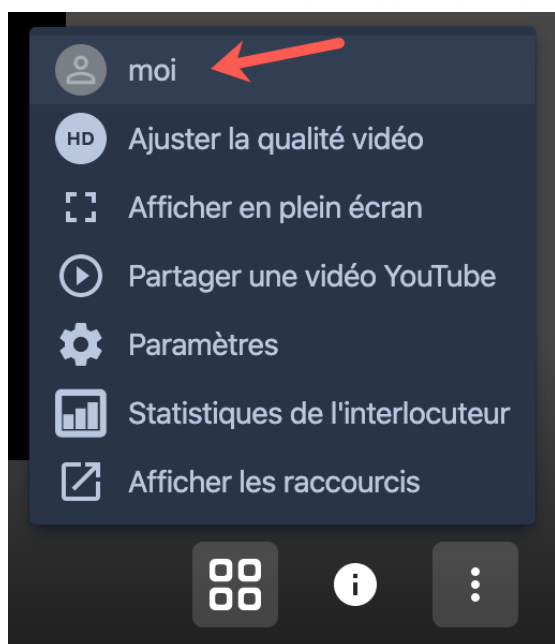 moi
HD
Ajuster la qualité vidéo
Afficher en plein écran
Partager une vidéo YouTube
Paramètres
Statistiques de l'interlocuteur
Afficher les raccourcis
i